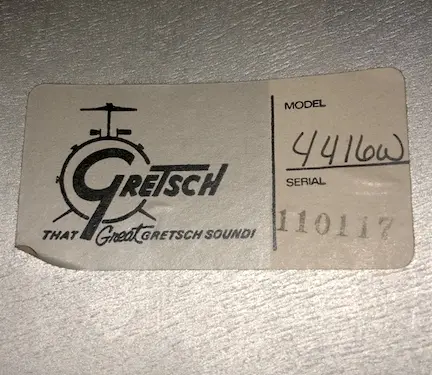 GRETSCH
THAT Great GRETSCH SOUND!
MODEL
4416W
SERIAL
110117